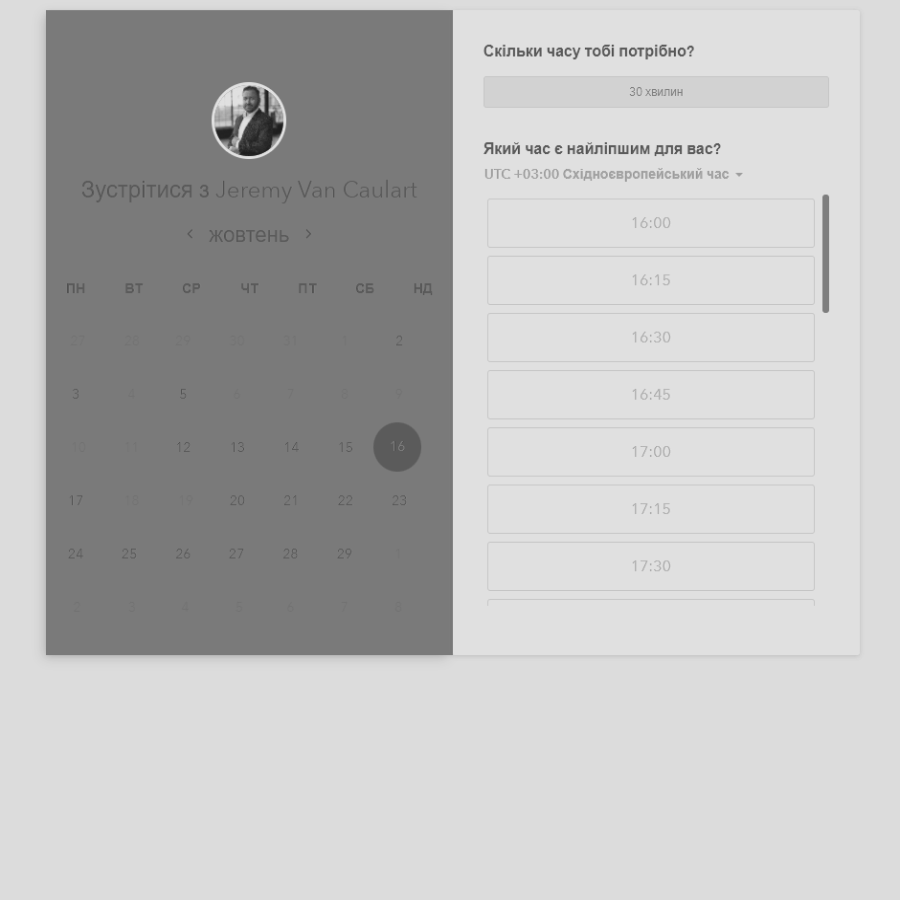 Зустрітися з Jeremy Van Caulart
жовтень
ПН ВТ СР ЧТ ПТ СБ НД
27 28 29 30 31 1 2
3 4 5 6 7 8 9
10 11 12 13 14 15 16
17 18 19 20 21 22 23
24 25 26 27 28 29 1
2 3 4 5 6 7 8
Скільки часу тобі потрібно?
30 хвилин
Який час є найліпшим для вас?
UTC +03:00 Східноєвропейський час
16:00
16:15
16:30
16:45
17:00
17:15
17:30